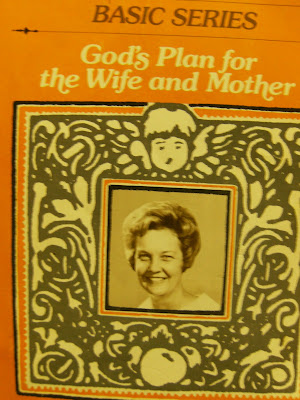 BASIC SERIES
God's Plan for
the Wife and Mother